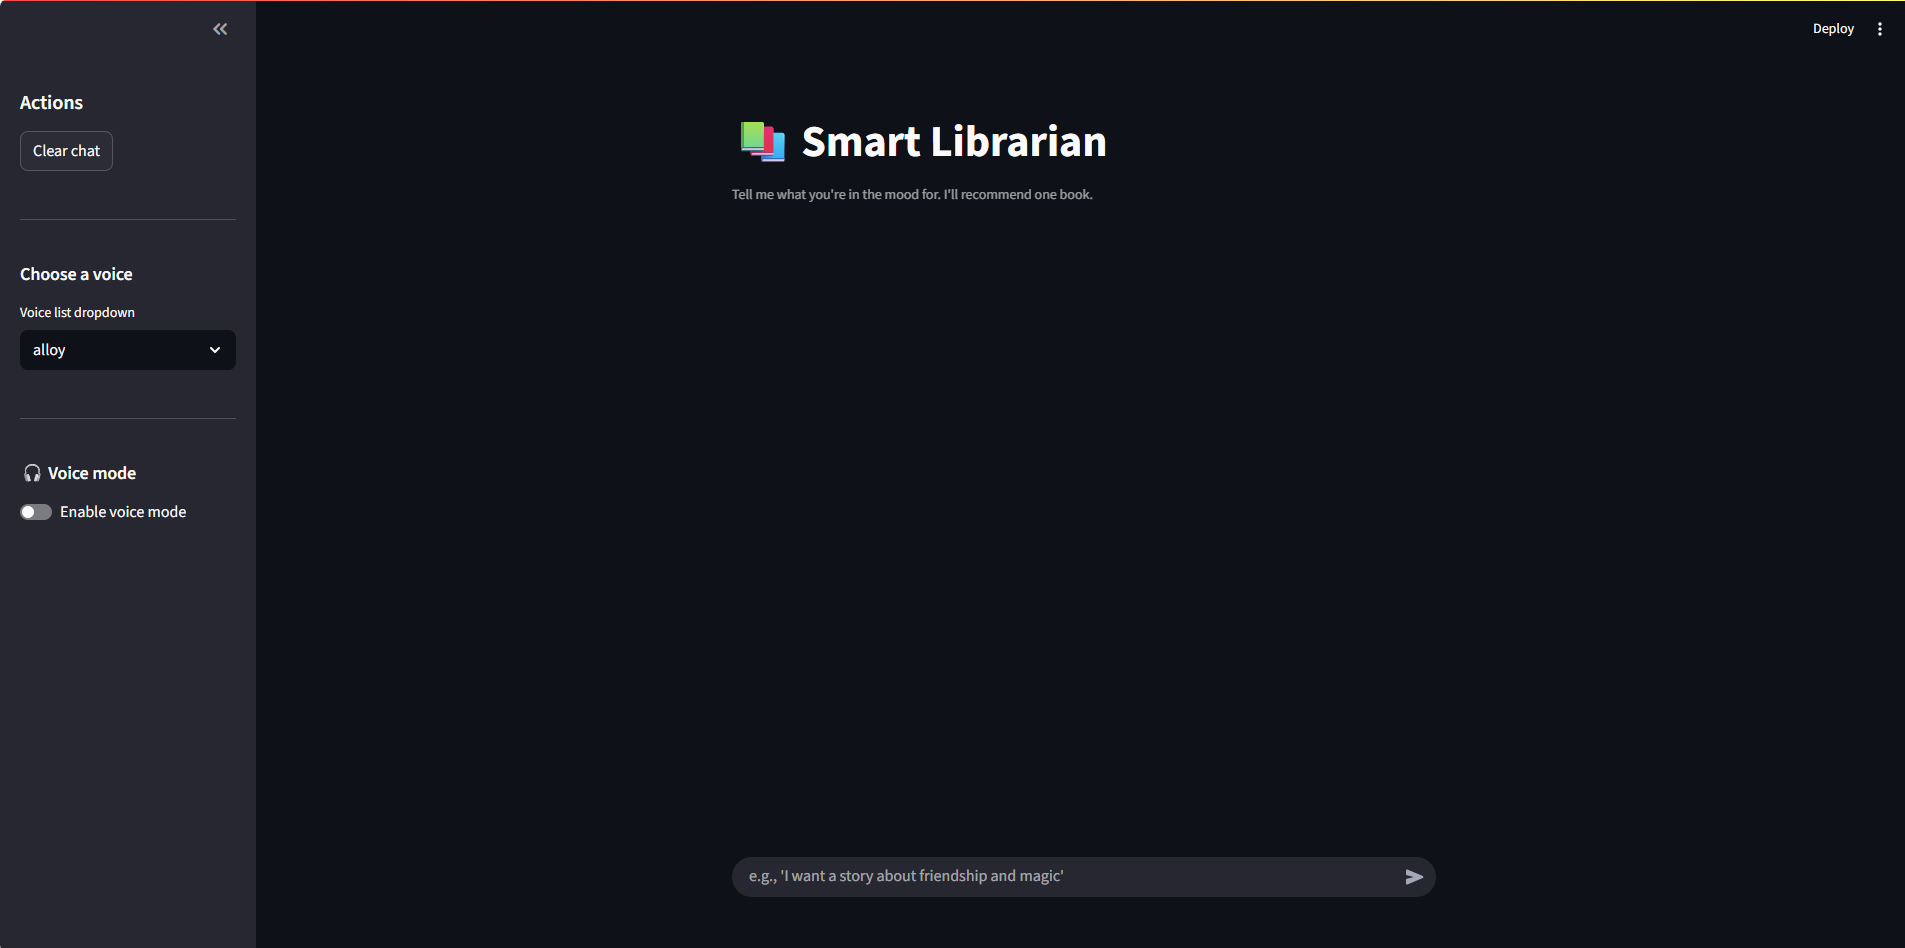 Actions
Clear chat
Choose a voice
Voice list dropdown
alloy
Voice mode
Enable voice mode
Deploy
Smart Librarian
Tell me what you're in the mood for. I'll recommend one book.
e.g., 'I want a story about friendship and magic'